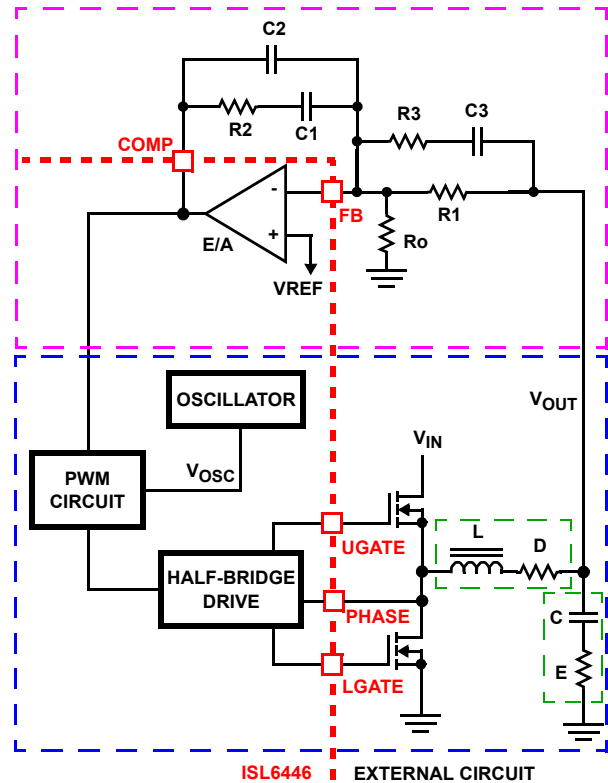 C2
R2
C1
R3
C3
COMP
-
FB
R1
E/A
+
Ro
VREF
OSCILLATOR
VOUT
VOSC
VIN
PWM
CIRCUIT
UGATE
L
D
HALF-BRIDGE
DRIVE
PHASE
C
LGATE
E
ISL6446
EXTERNAL CIRCUIT